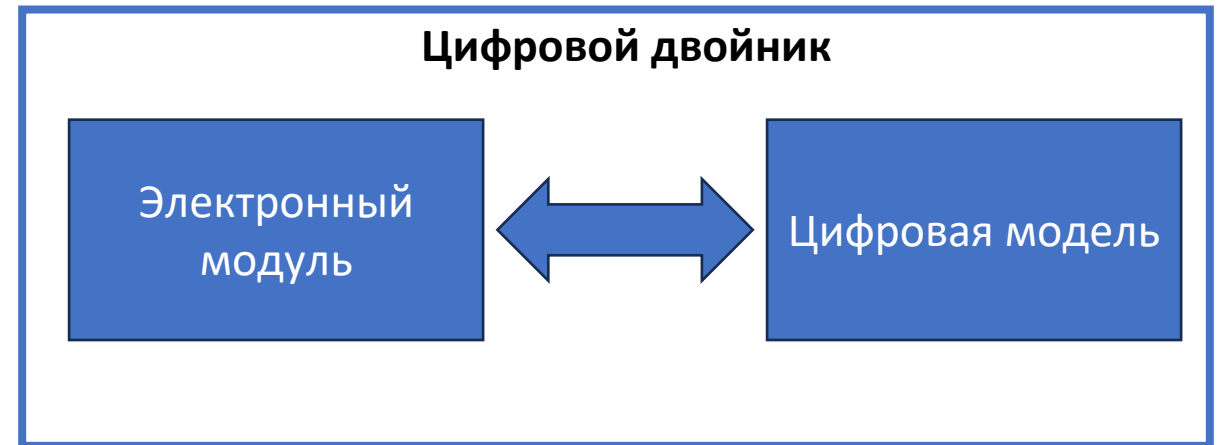 Цифровой двойник
Электронный
модуль
Цифровая модель